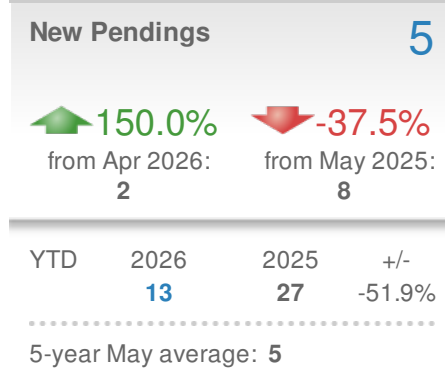 New Pendings 5
150.0% -37.5%
from Apr 2026: from May 2025:
2 8
YTD 2026 2025 +/-
13 27 -51.9%
5-year May average: 5